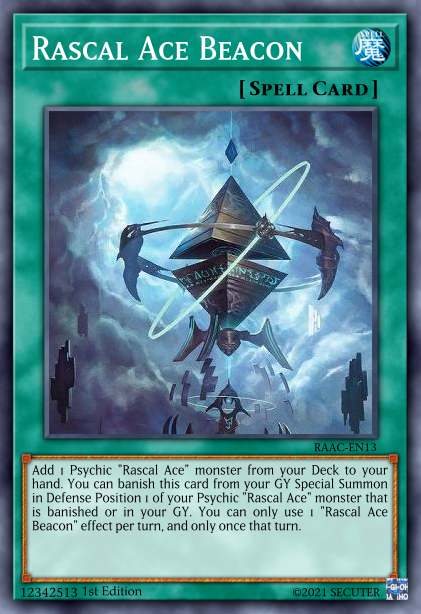 Rascal Ace Beacon
魔
[Spell Card]
RAAC-EN13
Add 1 Psychic "Rascal Ace" monster from your Deck to your
hand. You can banish this card from your GY Special Summon
in Defense Position 1 of your Psychic "Rascal Ace" monster that
is banished or in your GY. You can only use 1 "Rascal Ace
Beacon" effect per turn, and only once that turn.
12342513 1st Edition
©2021 SECUTER